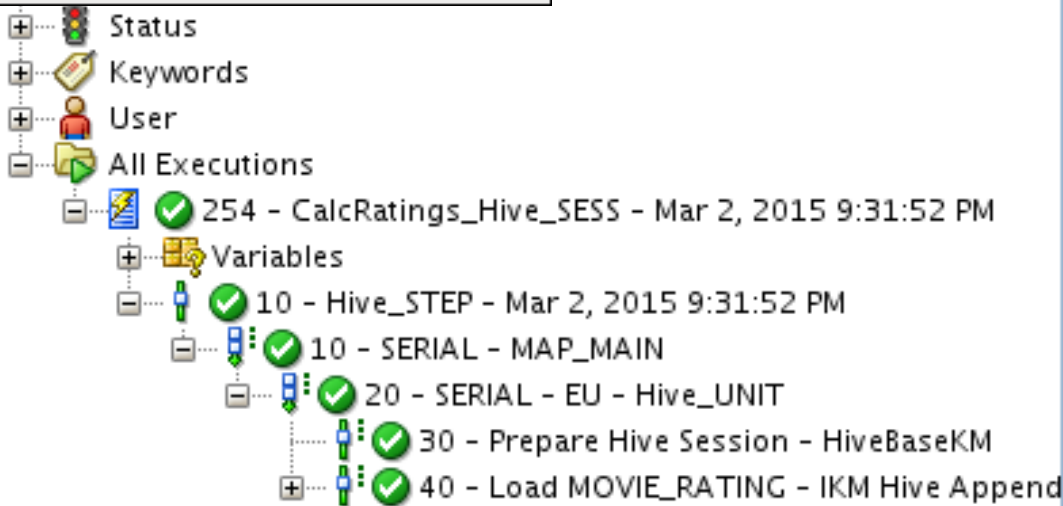 Status
Keywords
User
All Executions
254 - CalcRatings_Hive_SESS - Mar 2, 2015 9:31:52 PM
Variables
10 - Hive_STEP - Mar 2, 2015 9:31:52 PM
10 - SERIAL - MAP_MAIN
20 - SERIAL - EU - Hive_UNIT
30 - Prepare Hive Session - HiveBaseKM
40 - Load MOVIE_RATING - IKM Hive Append